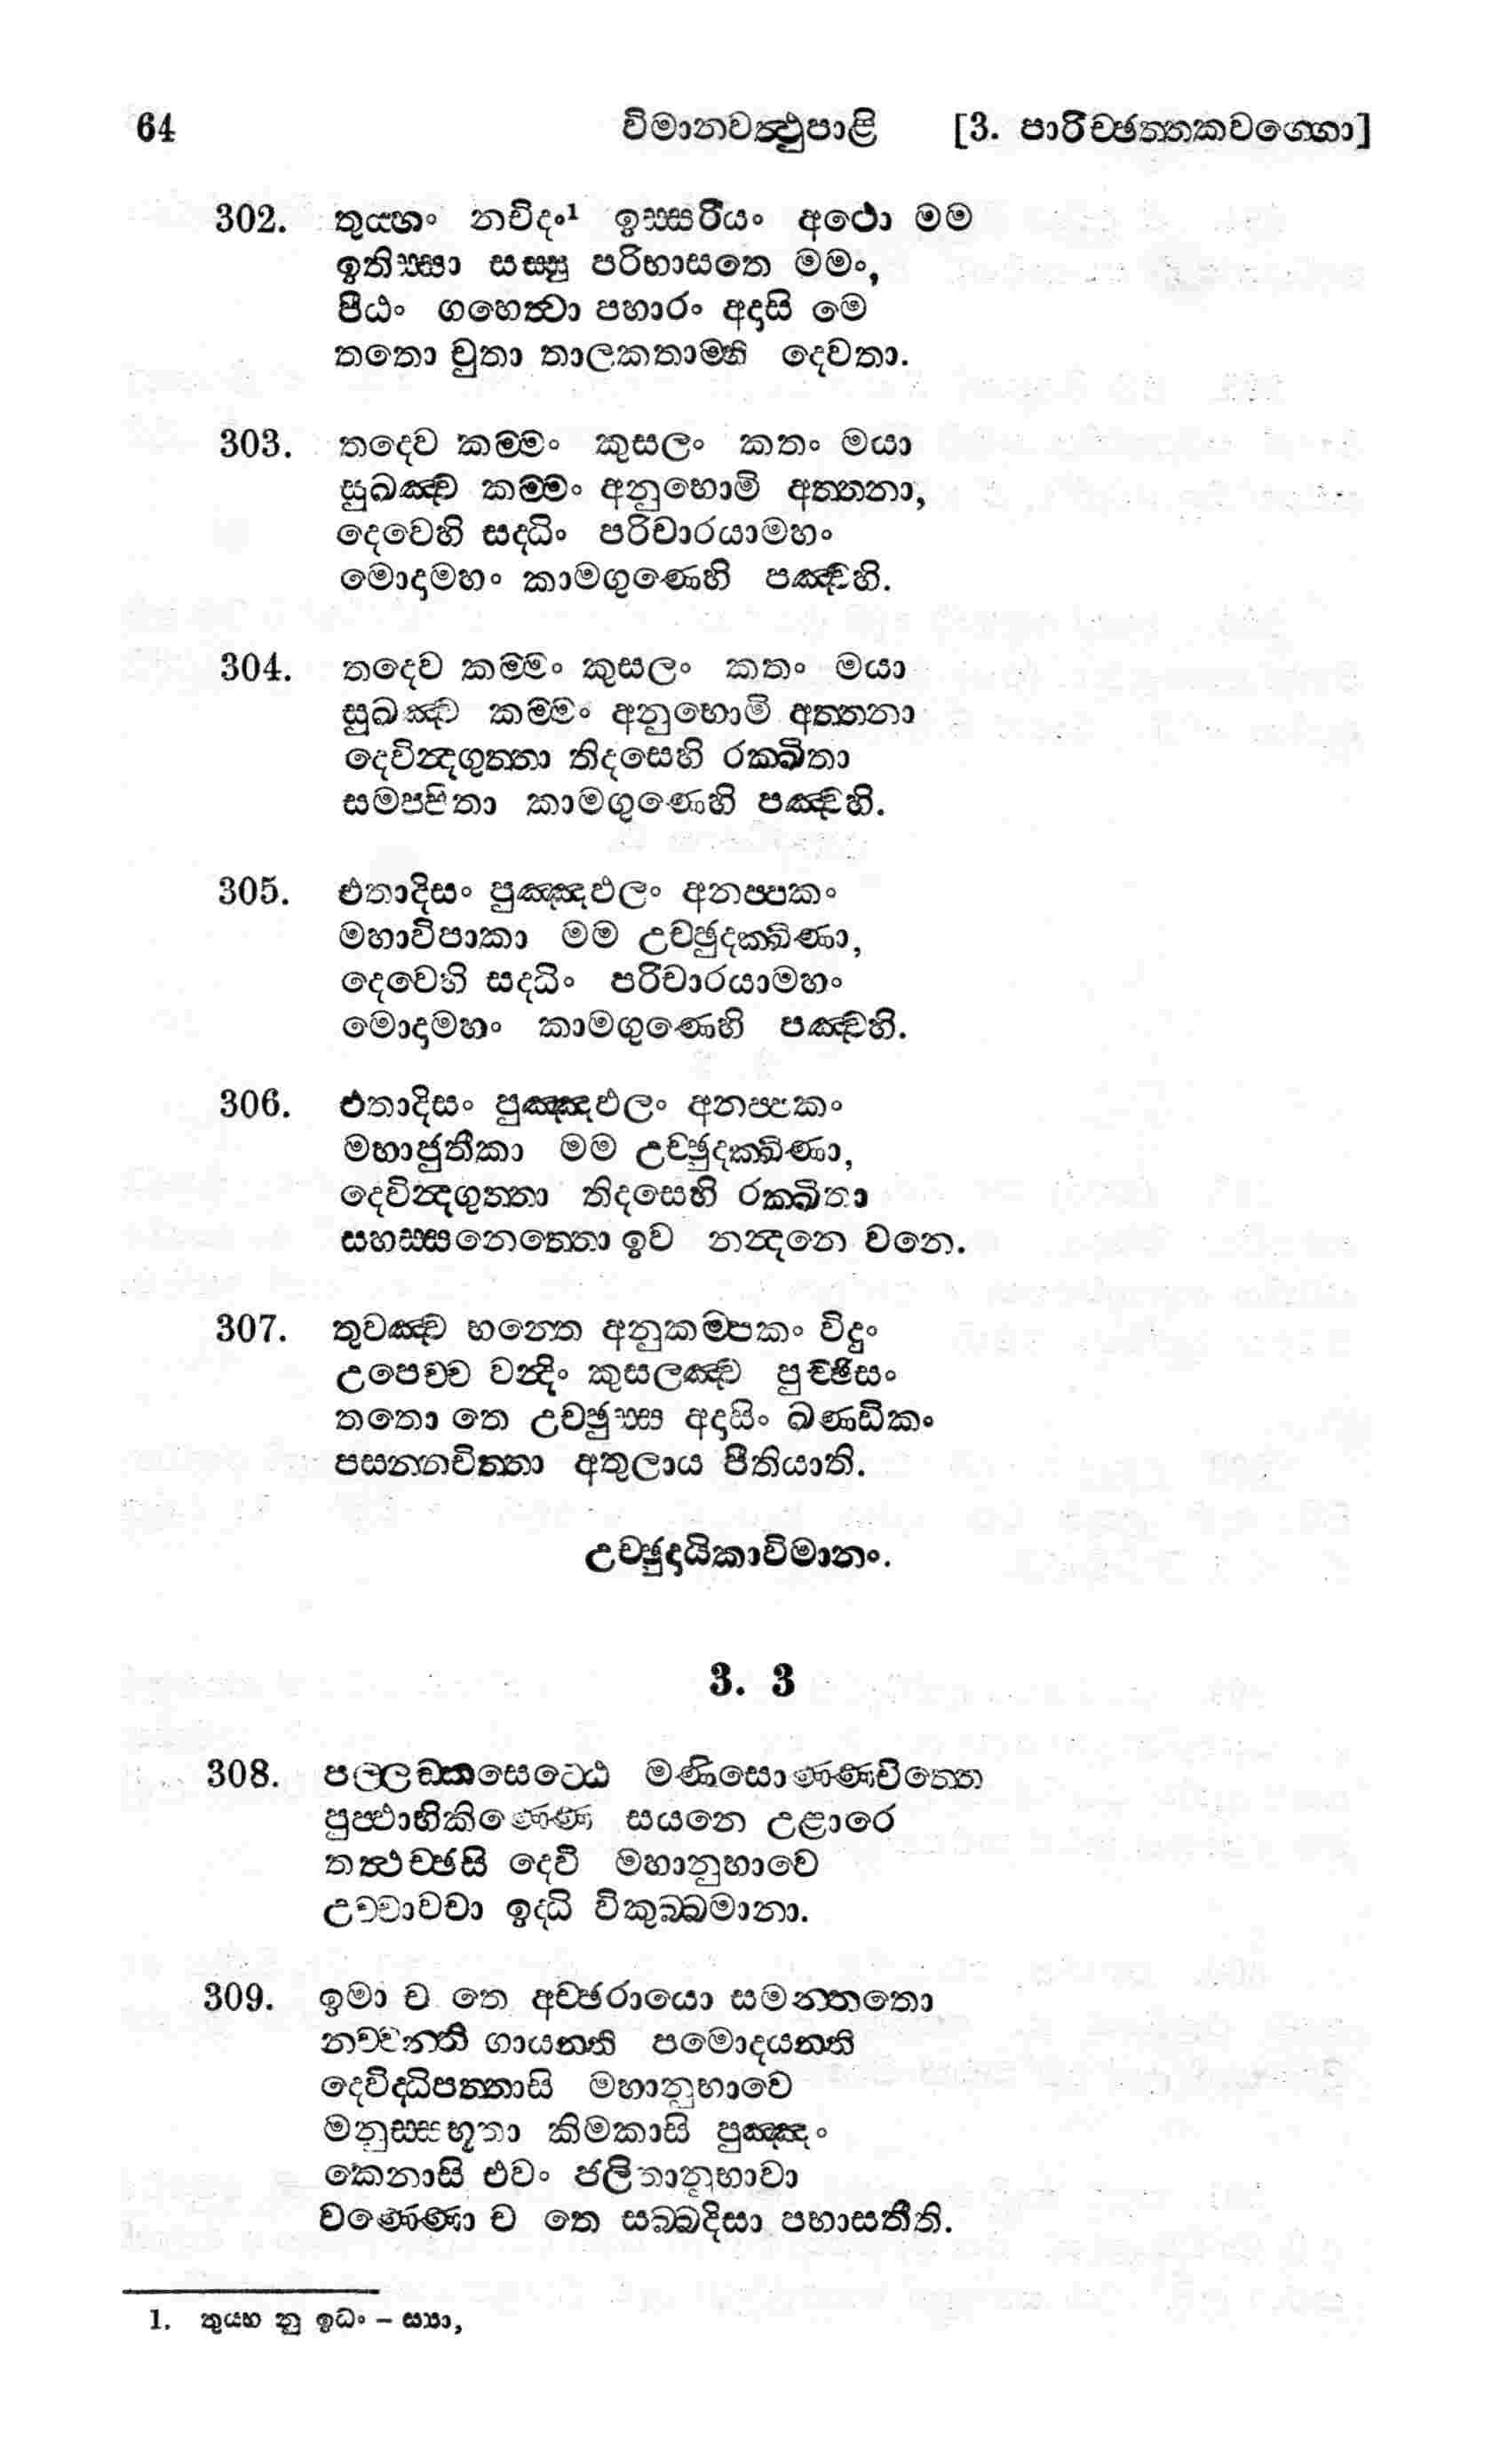 64 විමානවත්‍ථුපාළි [3. පාරිච්ඡත්තකවග්ගො]
302. තුය්හං නචිදං¹ ඉස්සරියං අථො මම
ඉතිස්සා සස්සු පරිභාසතෙ මමං,
පීඨං ගහෙත්‍වා පහාරං අදාසි මෙ
තතො චුතා තාලකතාම්හි දෙවතා.
303. තදෙව කම්මං කුසලං කතං මයා
සුඛඤ්ච කම්මං අනුභොමි අත්තනා,
දෙවෙහි සද්ධිං පරිචාරයාමහං
මොදාමහං කාමගුණෙහි පඤ්චහි.
304. තදෙව කම්මං කුසලං කතං මයා
සුඛඤ්ච කම්මං අනුභොමි අත්තනා
දෙවින්‍දගුත්තා තිදසෙහි රක්ඛිතා
සමප්පිතා කාමගුණෙහි පඤ්චහි.
305. එතාදිසං පුඤ්ඤඵලං අනප්පකං
මහාවිපාකා මම උච්ඡුදක්ඛිණා,
දෙවෙහි සද්ධිං පරිචාරයාමහං
මොදාමහං කාමගුණෙහි පඤ්චහි.
306. එතාදිසං පුඤ්ඤඵලං අනප්පකං
මහාජුතීකා මම උච්ඡුදක්ඛිණා,
දෙවින්‍දගුත්තා තිදසෙහි රක්ඛිතා
සහස්සනෙත්තො ඉව නන්‍දනෙ වනෙ.
307. තුවඤ්ච භන්තෙ අනුකම්පකං විදුං
උපෙච්ච වන්‍දිං කුසලඤ්ච පුච්ඡිසං
තතො තෙ උච්ඡුස්ස අදාසිං ඛණ්ඩිකං
පසන්නචිත්තා අතුලාය පීතියාති.
උච්ඡුදායිකාවිමානං.
3. 3
308. පල්ලඞ්කසෙට්ඨෙ මණිසොණ්ණචිත්තෙ
පුප්ඵාභිකිණ්ණෙ සයනෙ උළාරෙ
තත්‍ථච්ඡසි දෙවි මහානුභාවෙ
උච්චාවචා ඉද්ධි විකුබ්බමානා.
309. ඉමා ච තෙ අච්ඡරායො සමන්තතො
නච්චන්ති ගායන්ති පමොදයන්ති
දෙවිද්ධිපත්තාසි මහානුභාවෙ
මනුස්සභූතා කිමකාසි පුඤ්ඤං
කෙනාසි එවං ජලිතානුභාවා
වණ්ණො ච තෙ සබ්බදිසා පභාසතීති.
1. තුය්හ නු ඉධං – ස්‍යා,